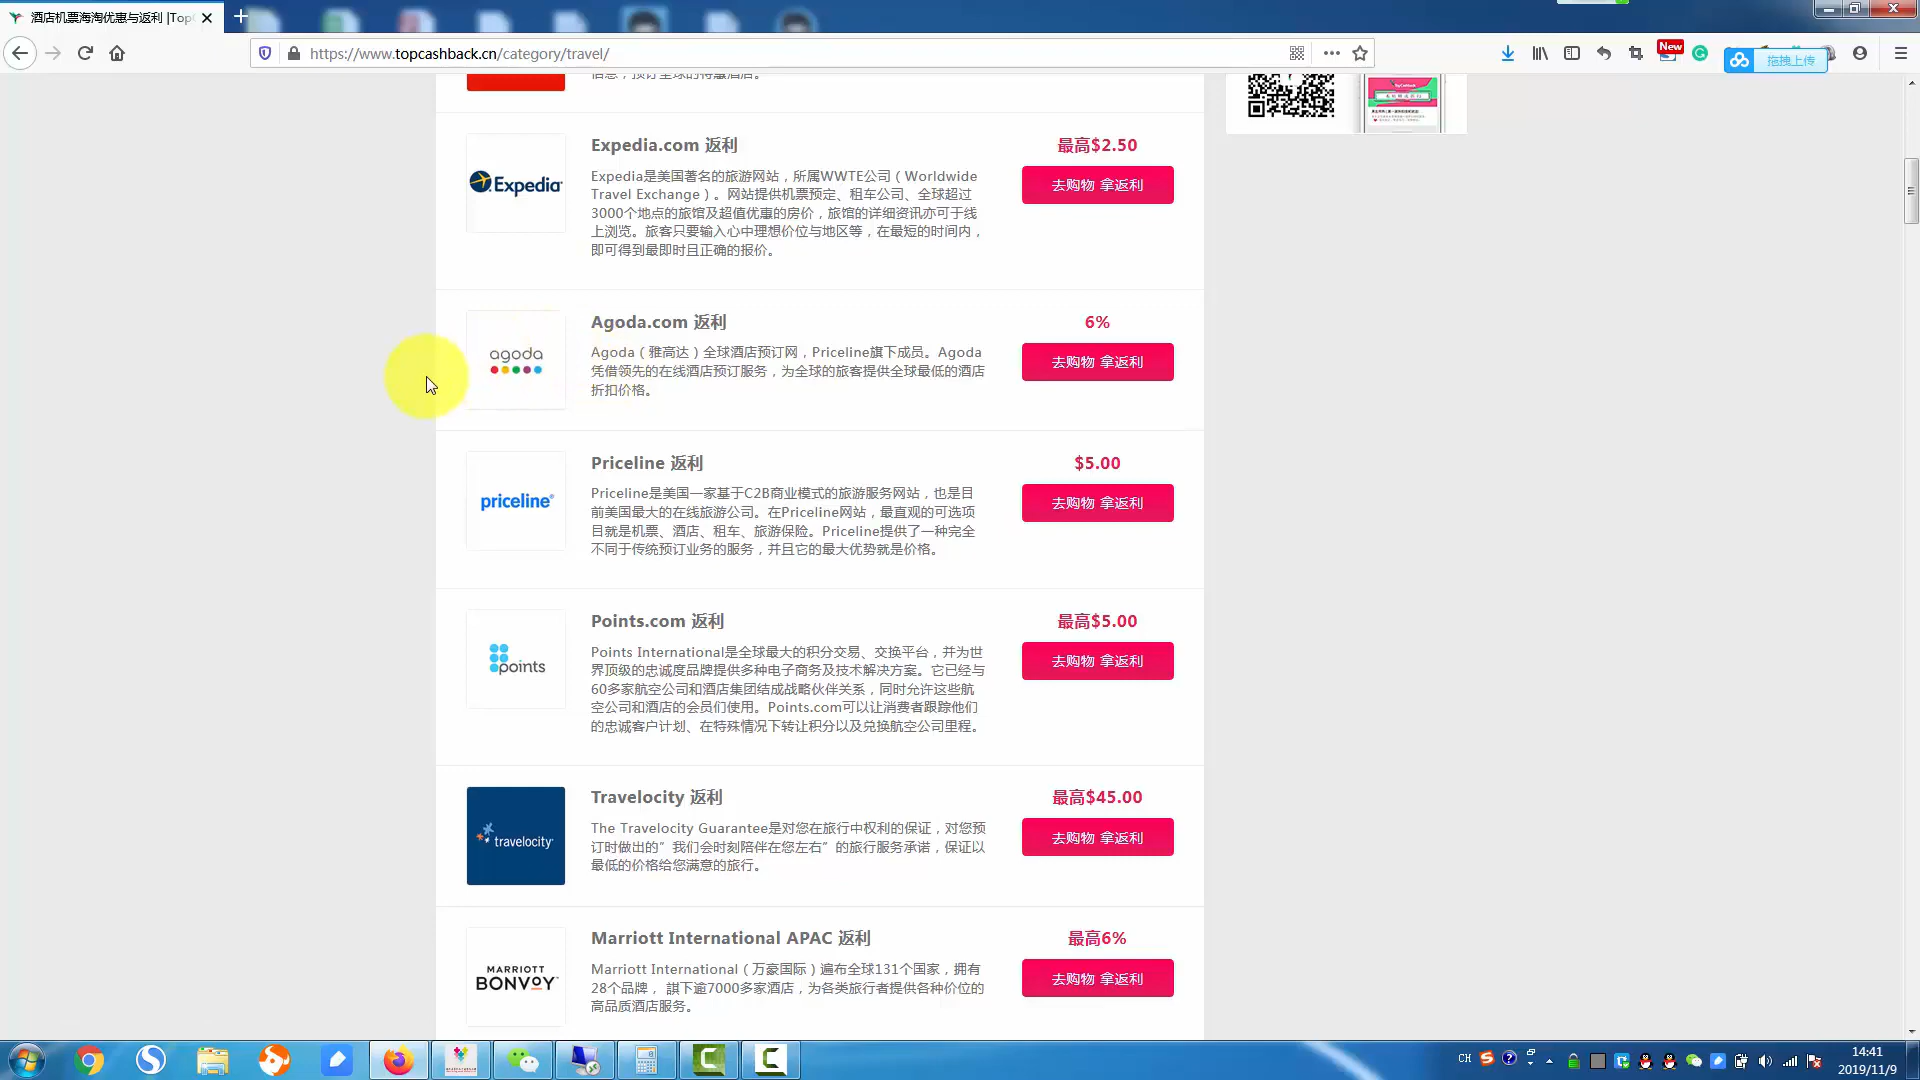 酒店机票海淘优惠与返利 |Top
https://www.topcashback.cn/category/travel/
New
拖拽上传
信息，预订全球的特惠酒店。
Expedia.com 返利
最高$2.50
Expedia
Expedia是美国著名的旅游网站，所属WWTE公司（Worldwide
Travel Exchange）。网站提供机票预定、租车公司、全球超过
3000个地点的旅馆及超值优惠的房价，旅馆的详细资讯亦可于线
上浏览。旅客只要输入心中理想价位与地区等，在最短的时间内，
即可得到最即时且正确的报价。
去购物 拿返利
Agoda.com 返利
6%
agoda
Agoda（雅高达）全球酒店预订网，Priceline旗下成员。Agoda
凭借领先的在线酒店预订服务，为全球的旅客提供全球最低的酒店
折扣价格。
去购物 拿返利
Priceline 返利
$5.00
priceline
Priceline是美国一家基于C2B商业模式的旅游服务网站，也是目
前美国最大的在线旅游公司。在Priceline网站，最直观的可选项
目就是机票、酒店、租车、旅游保险。Priceline提供了一种完全
不同于传统预订业务的服务，并且它的最大优势就是价格。
去购物 拿返利
Points.com 返利
最高$5.00
points
Points International是全球最大的积分交易、交换平台，并为世
界顶级的忠诚度品牌提供多种电子商务及技术解决方案。它已经与
60多家航空公司和酒店集团结成战略伙伴关系，同时允许这些航
空公司和酒店的会员们使用。Points.com可以让消费者跟踪他们
的忠诚客户计划、在特殊情况下转让积分以及兑换航空公司里程。
去购物 拿返利
Travelocity 返利
最高$45.00
travelocity
The Travelocity Guarantee是对您在旅行中权利的保证，对您预
订时做出的”我们会时刻陪伴在您左右”的旅行服务承诺，保证以
最低的价格给您满意的旅行。
去购物 拿返利
Marriott International APAC 返利
最高6%
MARRIOTT
BONVOY
Marriott International（万豪国际）遍布全球131个国家，拥有
28个品牌， 旗下逾7000多家酒店，为各类旅行者提供各种价位的
高品质酒店服务。
去购物 拿返利
CH
14:41
2019/11/9